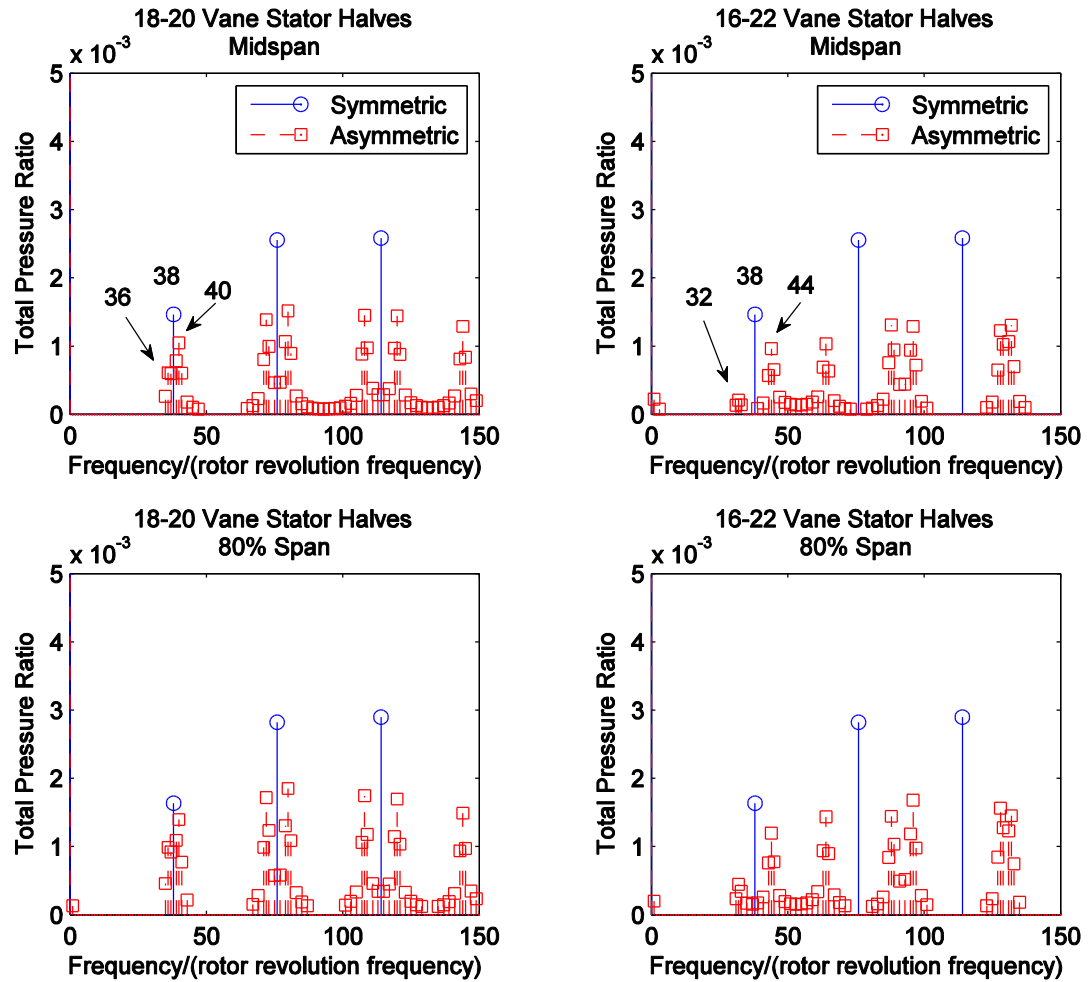 18-20 Vane Stator Halves
Midspan
x 10^-3
5
4
3
2
1
0
Total Pressure Ratio
Symmetric
Asymmetric
36
38
40
0 50 100 150
Frequency/(rotor revolution frequency)
16-22 Vane Stator Halves
Midspan
x 10^-3
5
4
3
2
1
0
Total Pressure Ratio
Symmetric
Asymmetric
32
38
44
0 50 100 150
Frequency/(rotor revolution frequency)
18-20 Vane Stator Halves
80% Span
x 10^-3
5
4
3
2
1
0
Total Pressure Ratio
0 50 100 150
Frequency/(rotor revolution frequency)
16-22 Vane Stator Halves
80% Span
x 10^-3
5
4
3
2
1
0
Total Pressure Ratio
0 50 100 150
Frequency/(rotor revolution frequency)